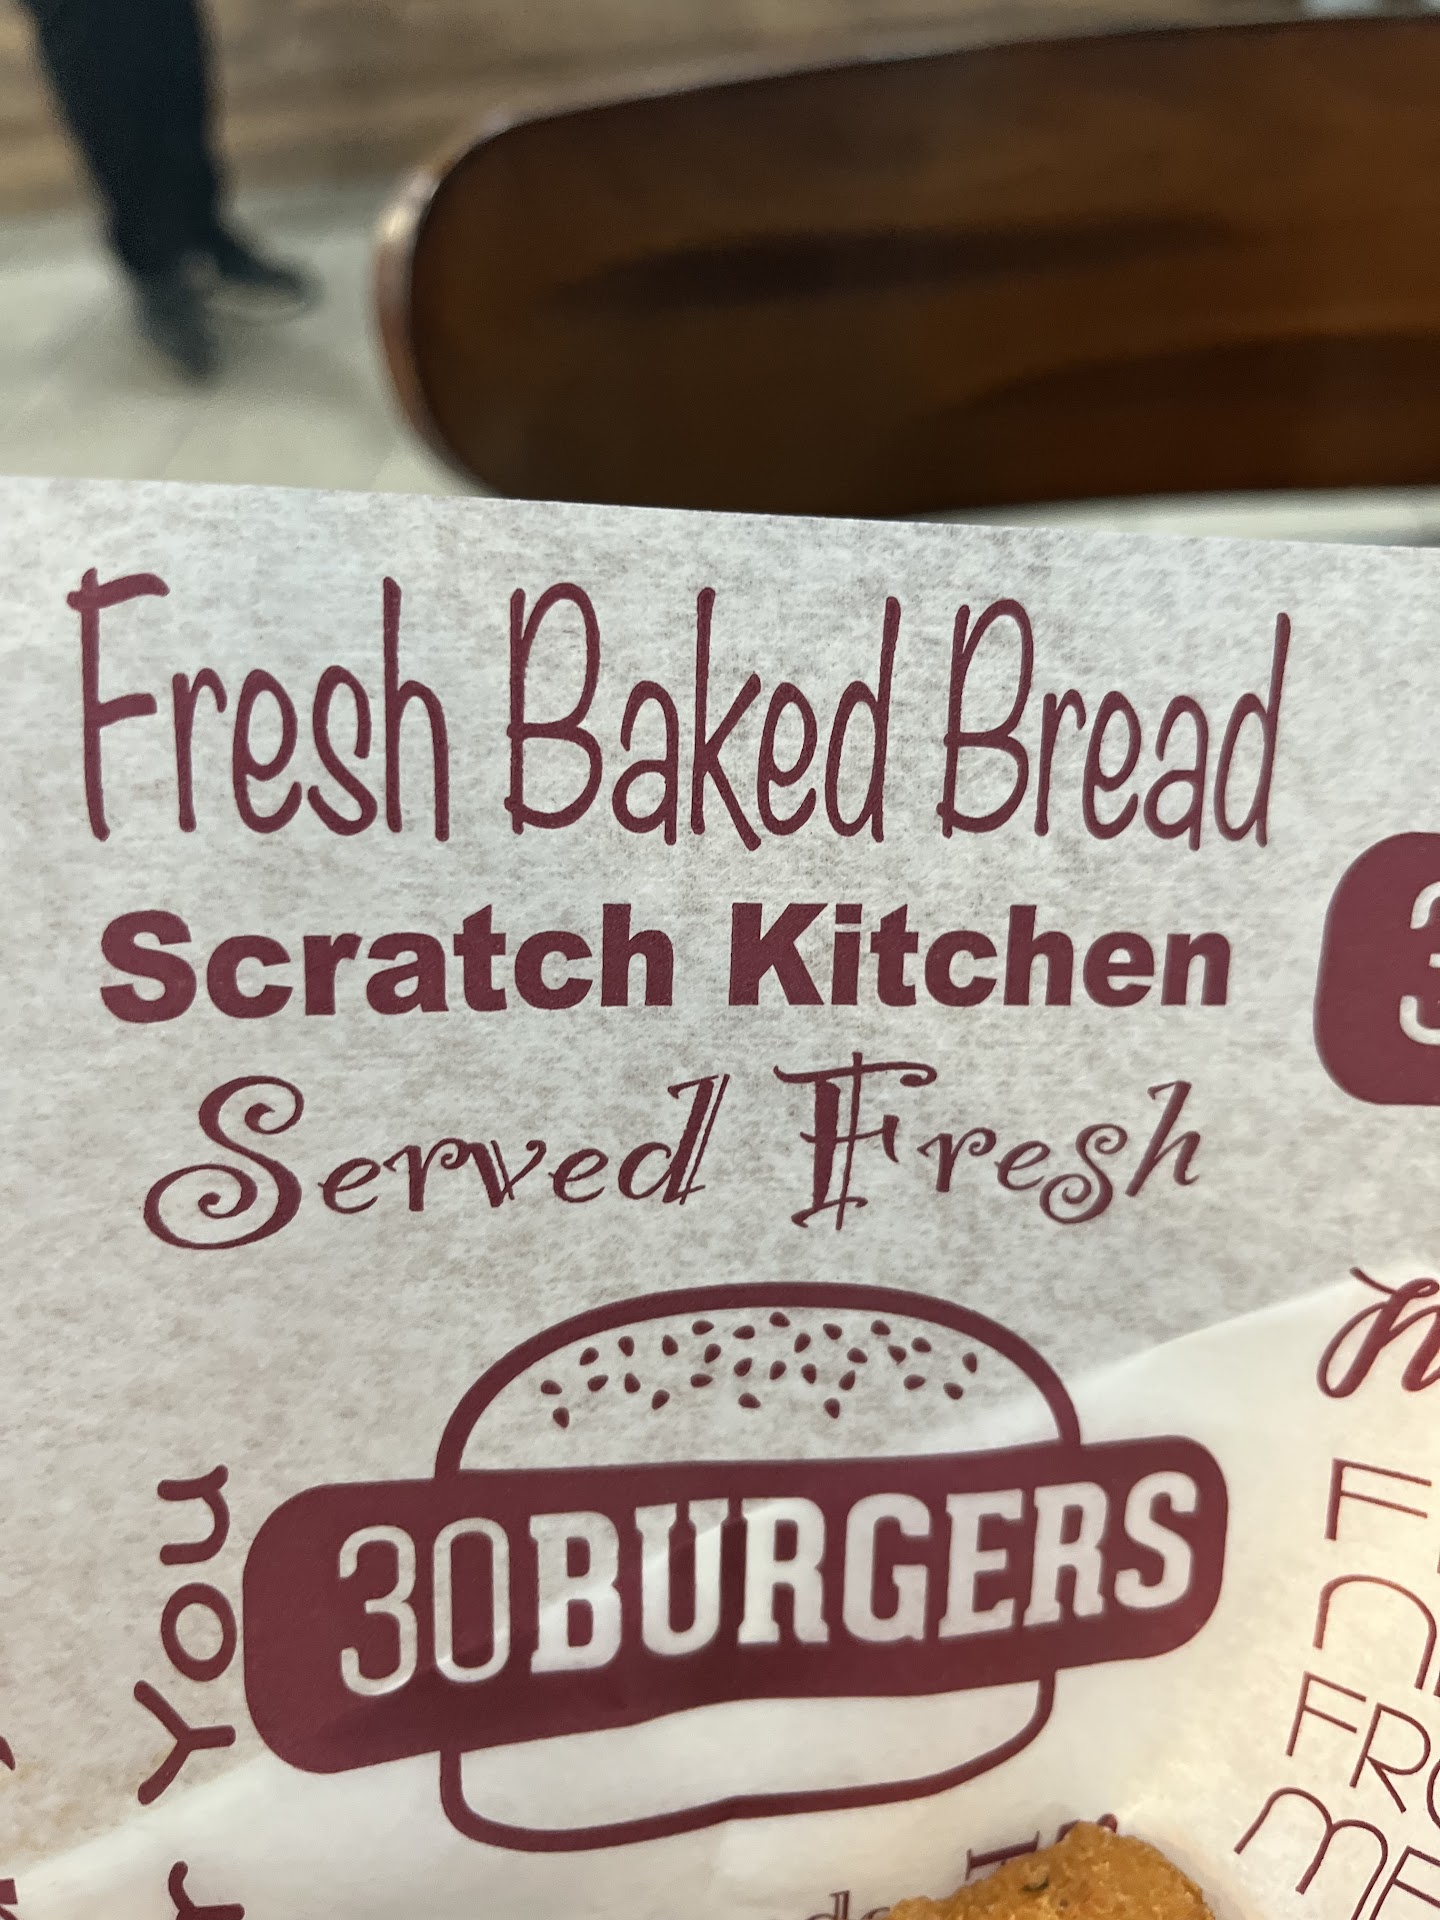 Fresh Baked Bread
Scratch Kitchen
Served Fresh
30BURGERS
You